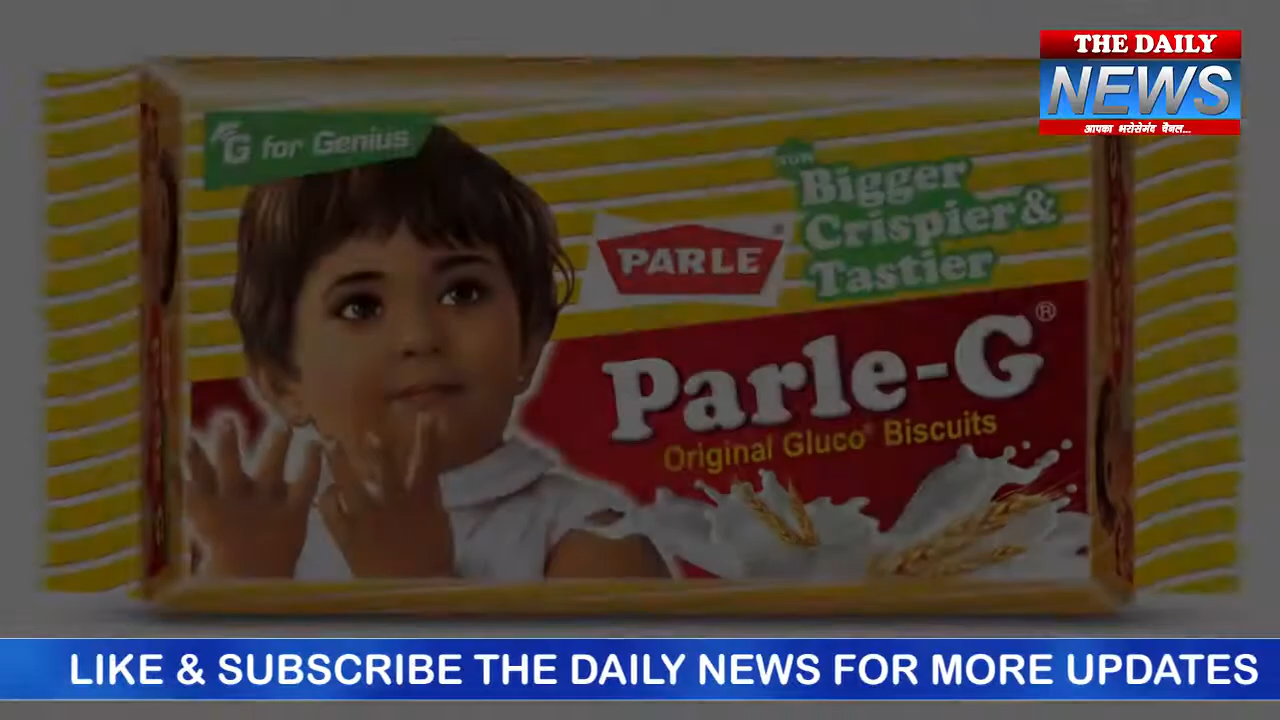 THE DAILY
NEWS
आपका भरोसेमंद चैनल...
G for Genius
NOW
Bigger
Crispier &
Tastier
PARLE®
Parle-G®
Original Gluco® Biscuits
LIKE & SUBSCRIBE THE DAILY NEWS FOR MORE UPDATES